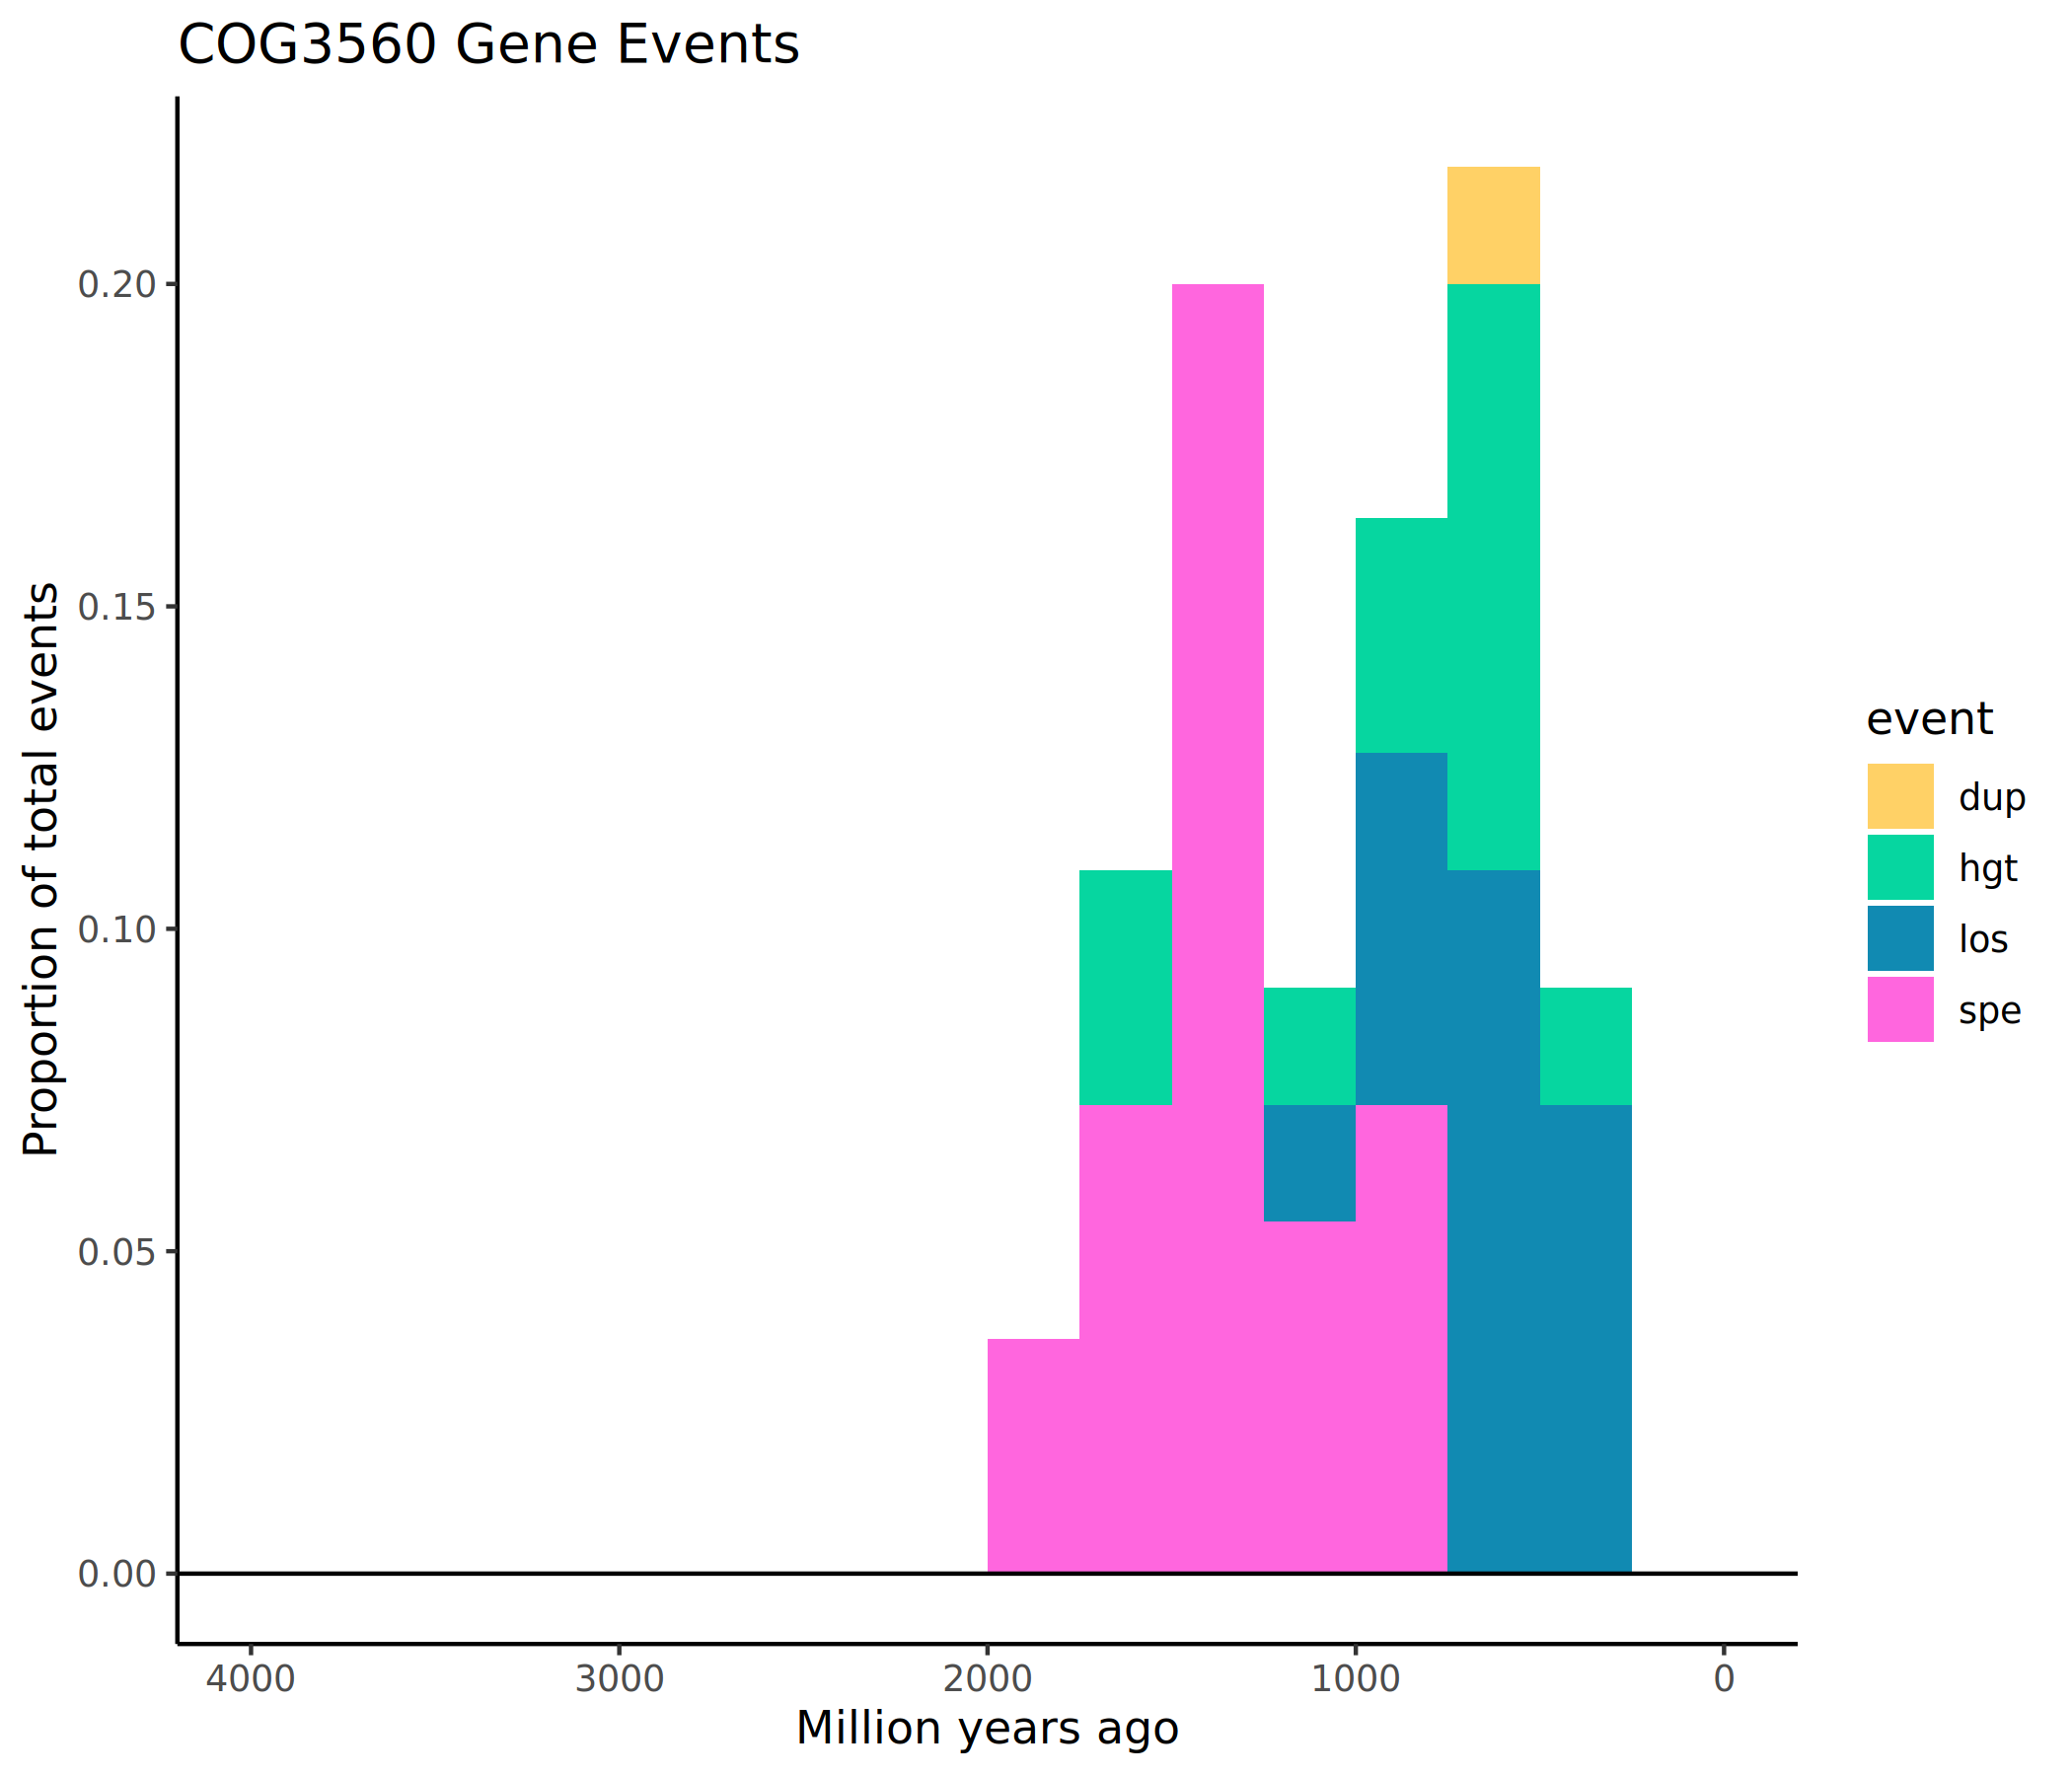 COG3560 Gene Events
Proportion of total events
0.20
0.15
0.10
0.05
0.00
4000 3000 2000 1000 0
Million years ago
event
dup
hgt
los
spe